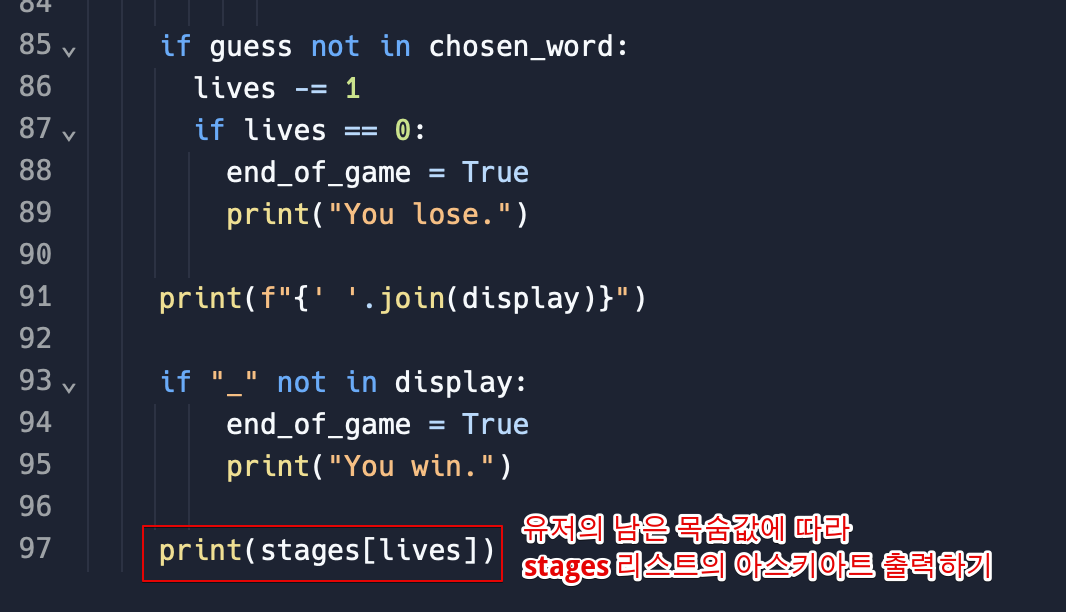 84
85 if guess not in chosen_word:
86 lives -= 1
87 if lives == 0:
88 end_of_game = True
89 print("You lose.")
90
91 print(f"{' '.join(display)}")
92
93 if "_" not in display:
94 end_of_game = True
95 print("You win.")
96
97 print(stages[lives])
유저의 남은 목숨값에 따라
stages 리스트의 아스키아트 출력하기